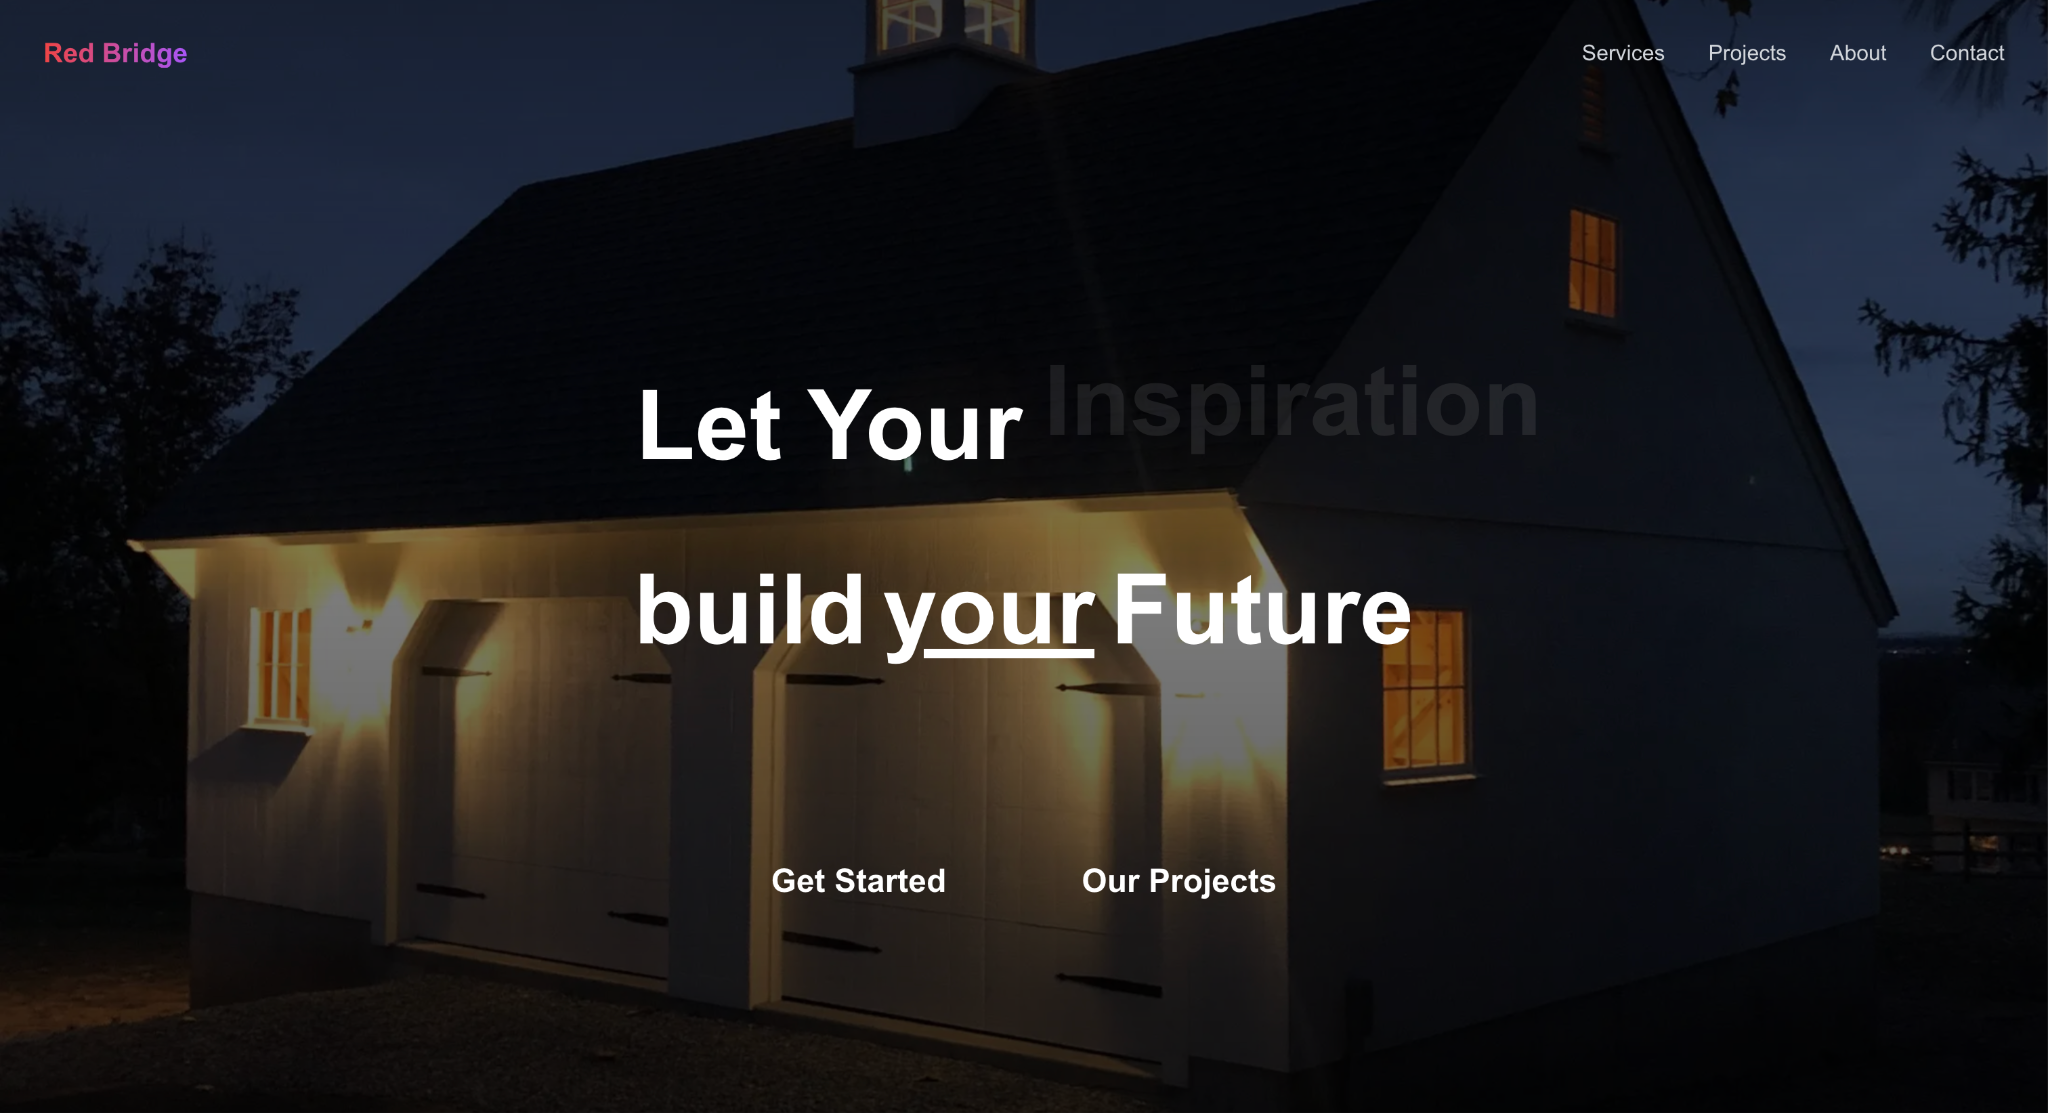 Red Bridge
Services Projects About Contact
Let Your Inspiration
build your Future
Get Started Our Projects